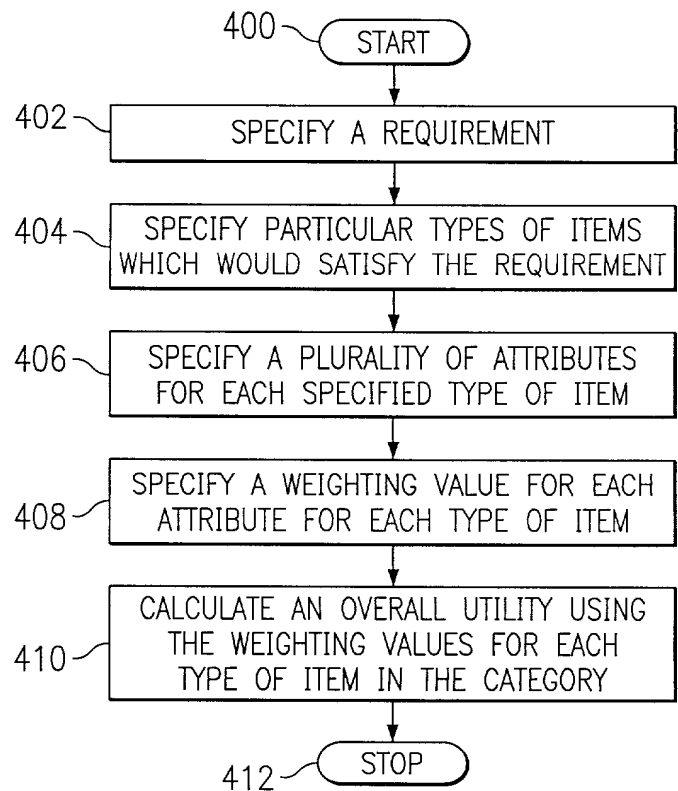 400
START
402
SPECIFY A REQUIREMENT
404
SPECIFY PARTICULAR TYPES OF ITEMS
WHICH WOULD SATISFY THE REQUIREMENT
406
SPECIFY A PLURALITY OF ATTRIBUTES
FOR EACH SPECIFIED TYPE OF ITEM
408
SPECIFY A WEIGHTING VALUE FOR EACH
ATTRIBUTE FOR EACH TYPE OF ITEM
410
CALCULATE AN OVERALL UTILITY USING
THE WEIGHTING VALUES FOR EACH
TYPE OF ITEM IN THE CATEGORY
412
STOP